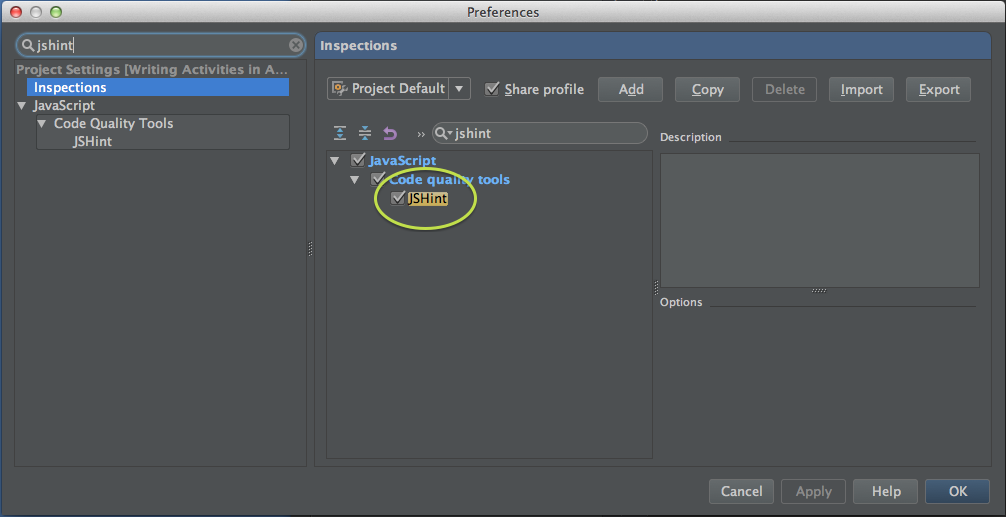 Preferences
jshint
Inspections
Project Settings [Writing Activities in A...
Inspections
JavaScript
Code Quality Tools
JSHint
Project Default
Share profile
Add
Copy
Delete
Import
Export
»
jshint
JavaScript
Code quality tools
JSHint
Description
Options
Cancel
Apply
Help
OK